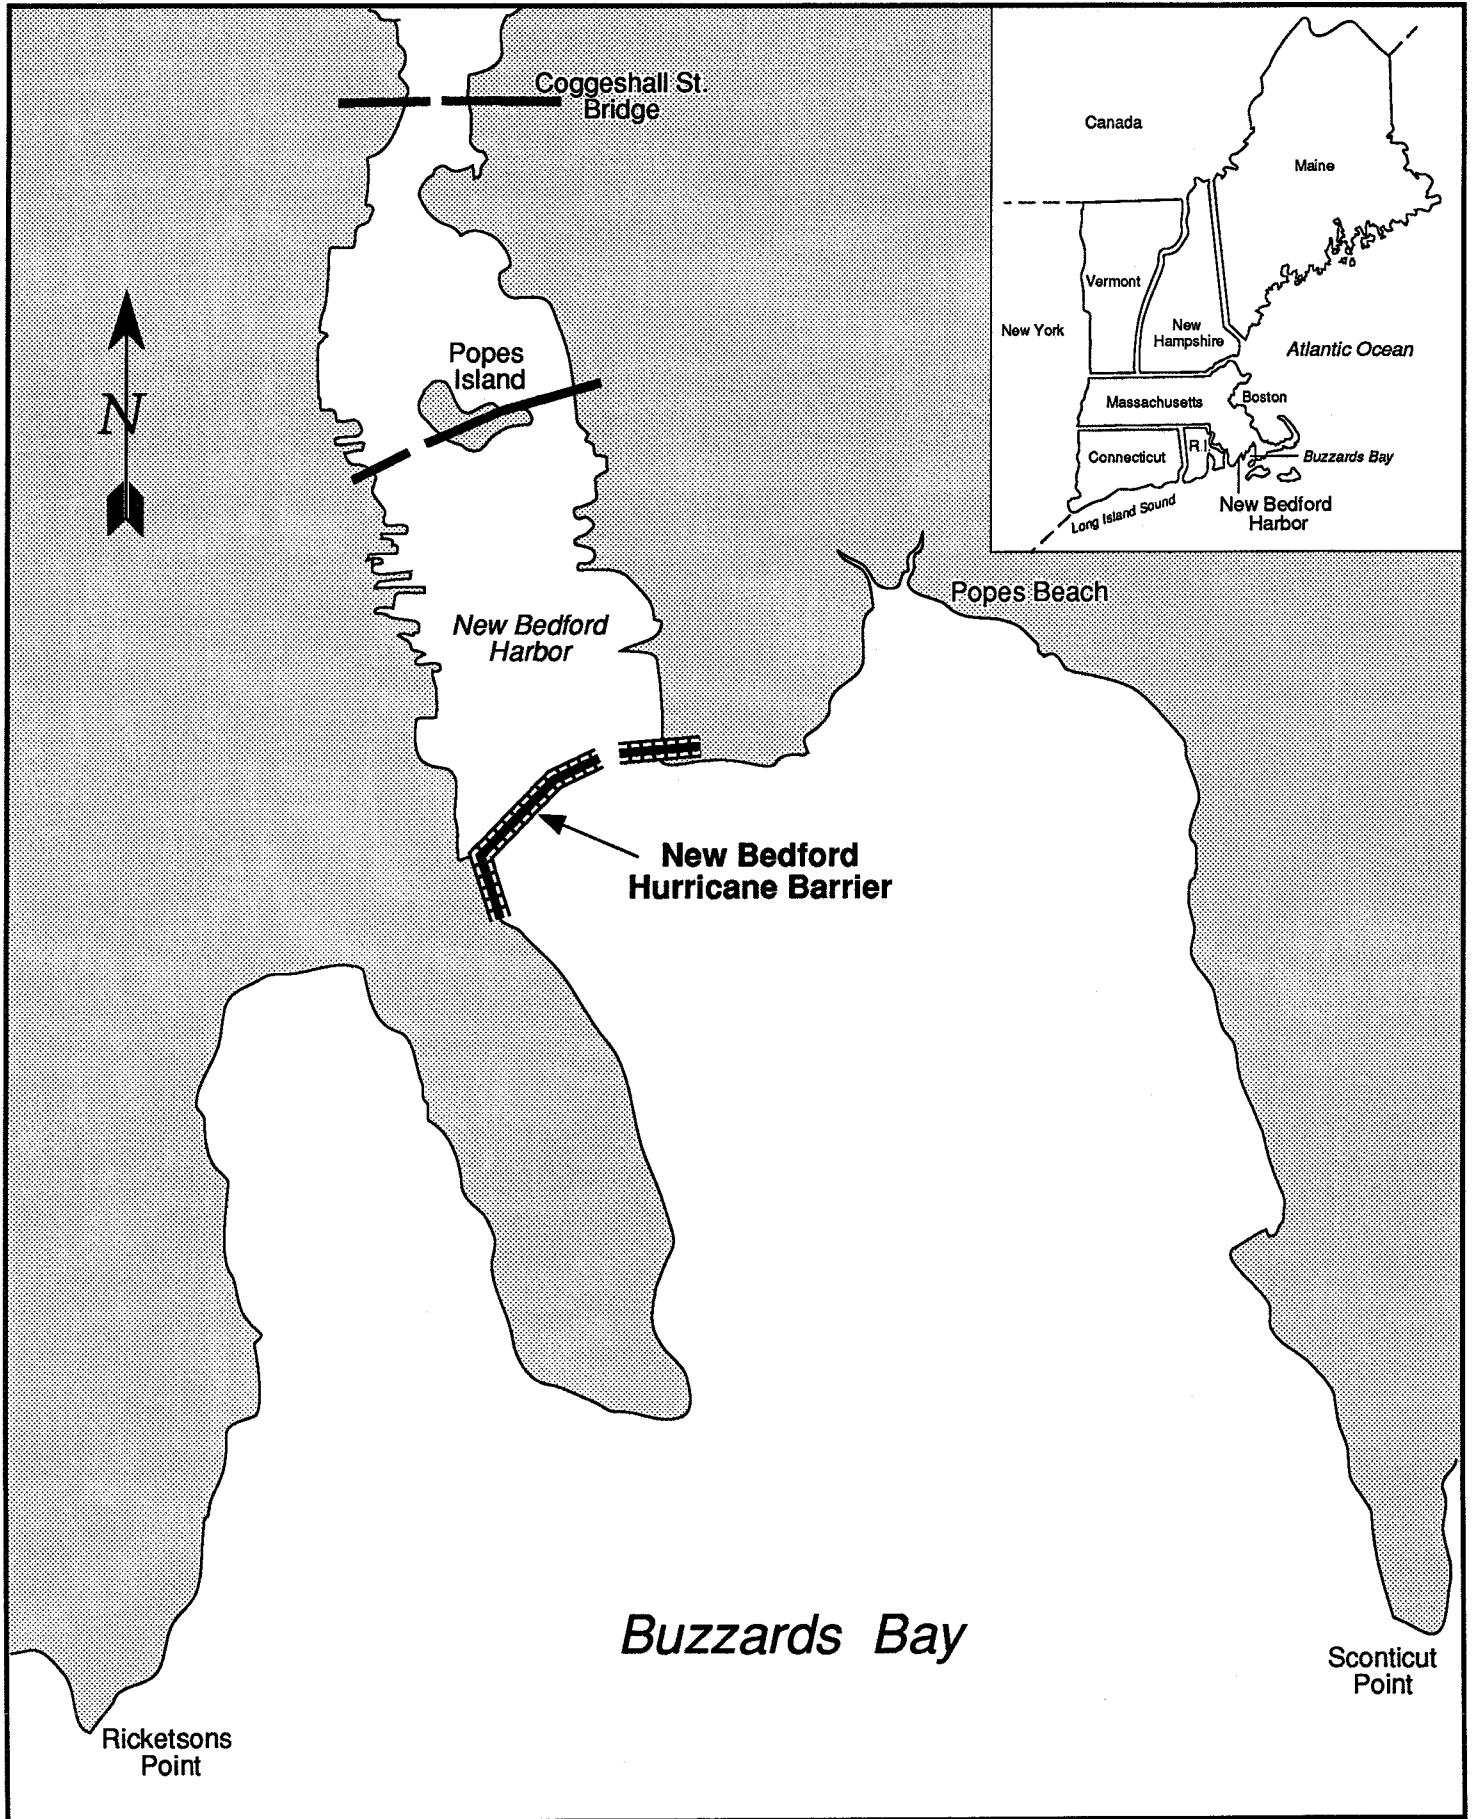 Coggeshall St.
Bridge
Canada
Maine
Vermont
New York
New
Hampshire
Atlantic Ocean
Massachusetts
Boston
Connecticut
R.I.
Buzzards Bay
Long Island Sound
New Bedford
Harbor
N
Popes
Island
Popes Beach
New Bedford
Harbor
New Bedford
Hurricane Barrier
Buzzards Bay
Sconticut
Point
Ricketsons
Point